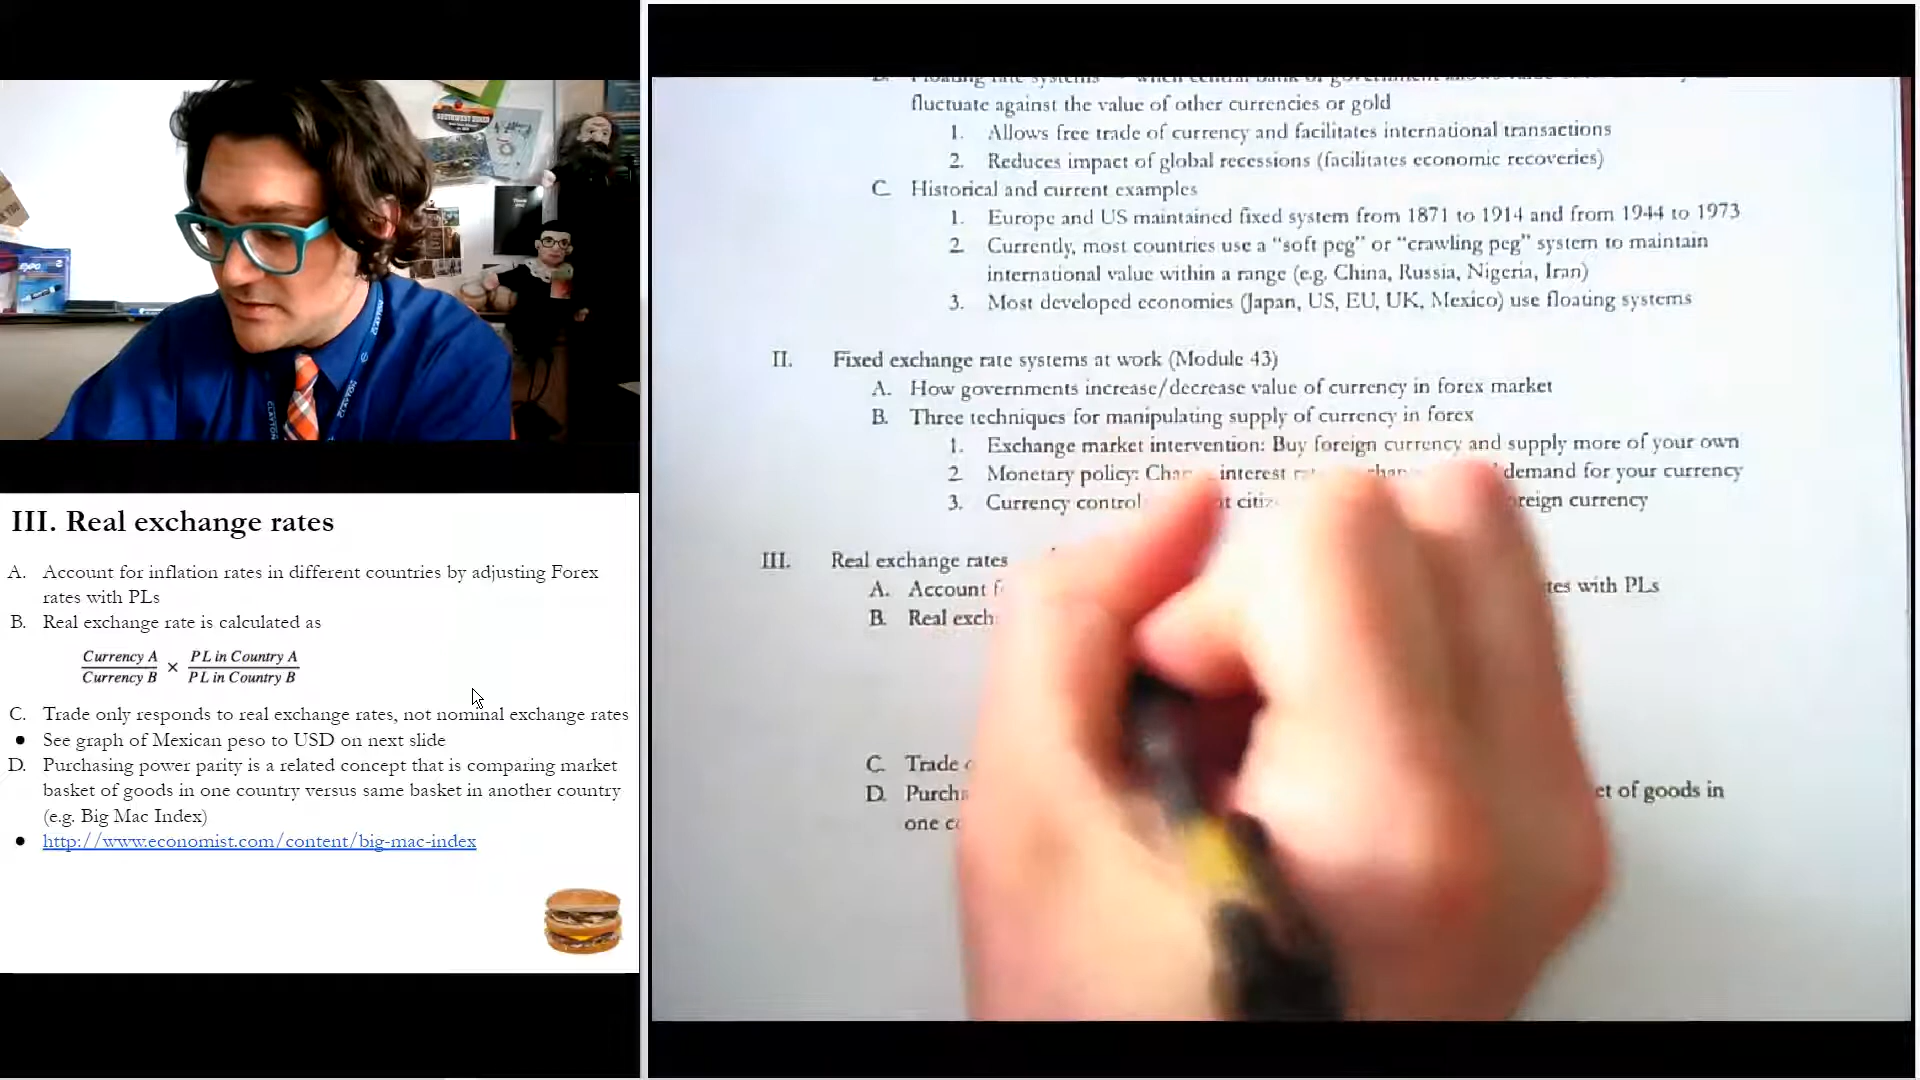 SOUTHWEST
EXPO
III. Real exchange rates
A. Account for inflation rates in different countries by adjusting Forex
rates with PLs
B. Real exchange rate is calculated as
Currency A / Currency B × PL in Country A / PL in Country B
C. Trade only responds to real exchange rates, not nominal exchange rates
● See graph of Mexican peso to USD on next slide
D. Purchasing power parity is a related concept that is comparing market
basket of goods in one country versus same basket in another country
(e.g. Big Mac Index)
● http://www.economist.com/content/big-mac-index
fluctuate against the value of other currencies or gold
1. Allows free trade of currency and facilitates international transactions
2. Reduces impact of global recessions (facilitates economic recoveries)
C. Historical and current examples
1. Europe and US maintained fixed system from 1871 to 1914 and from 1944 to 1973
2. Currently, most countries use a “soft peg” or “crawling peg” system to maintain
international value within a range (e.g. China, Russia, Nigeria, Iran)
3. Most developed economies (Japan, US, EU, UK, Mexico) use floating systems
II. Fixed exchange rate systems at work (Module 43)
A. How governments increase/decrease value of currency in forex market
B. Three techniques for manipulating supply of currency in forex
1. Exchange market intervention: Buy foreign currency and supply more of your own
2. Monetary policy: interest demand for your currency
3. Currency control currency
III. Real exchange rates
A. Account with PLs
B. Real
C. Trade
D. of goods in
one